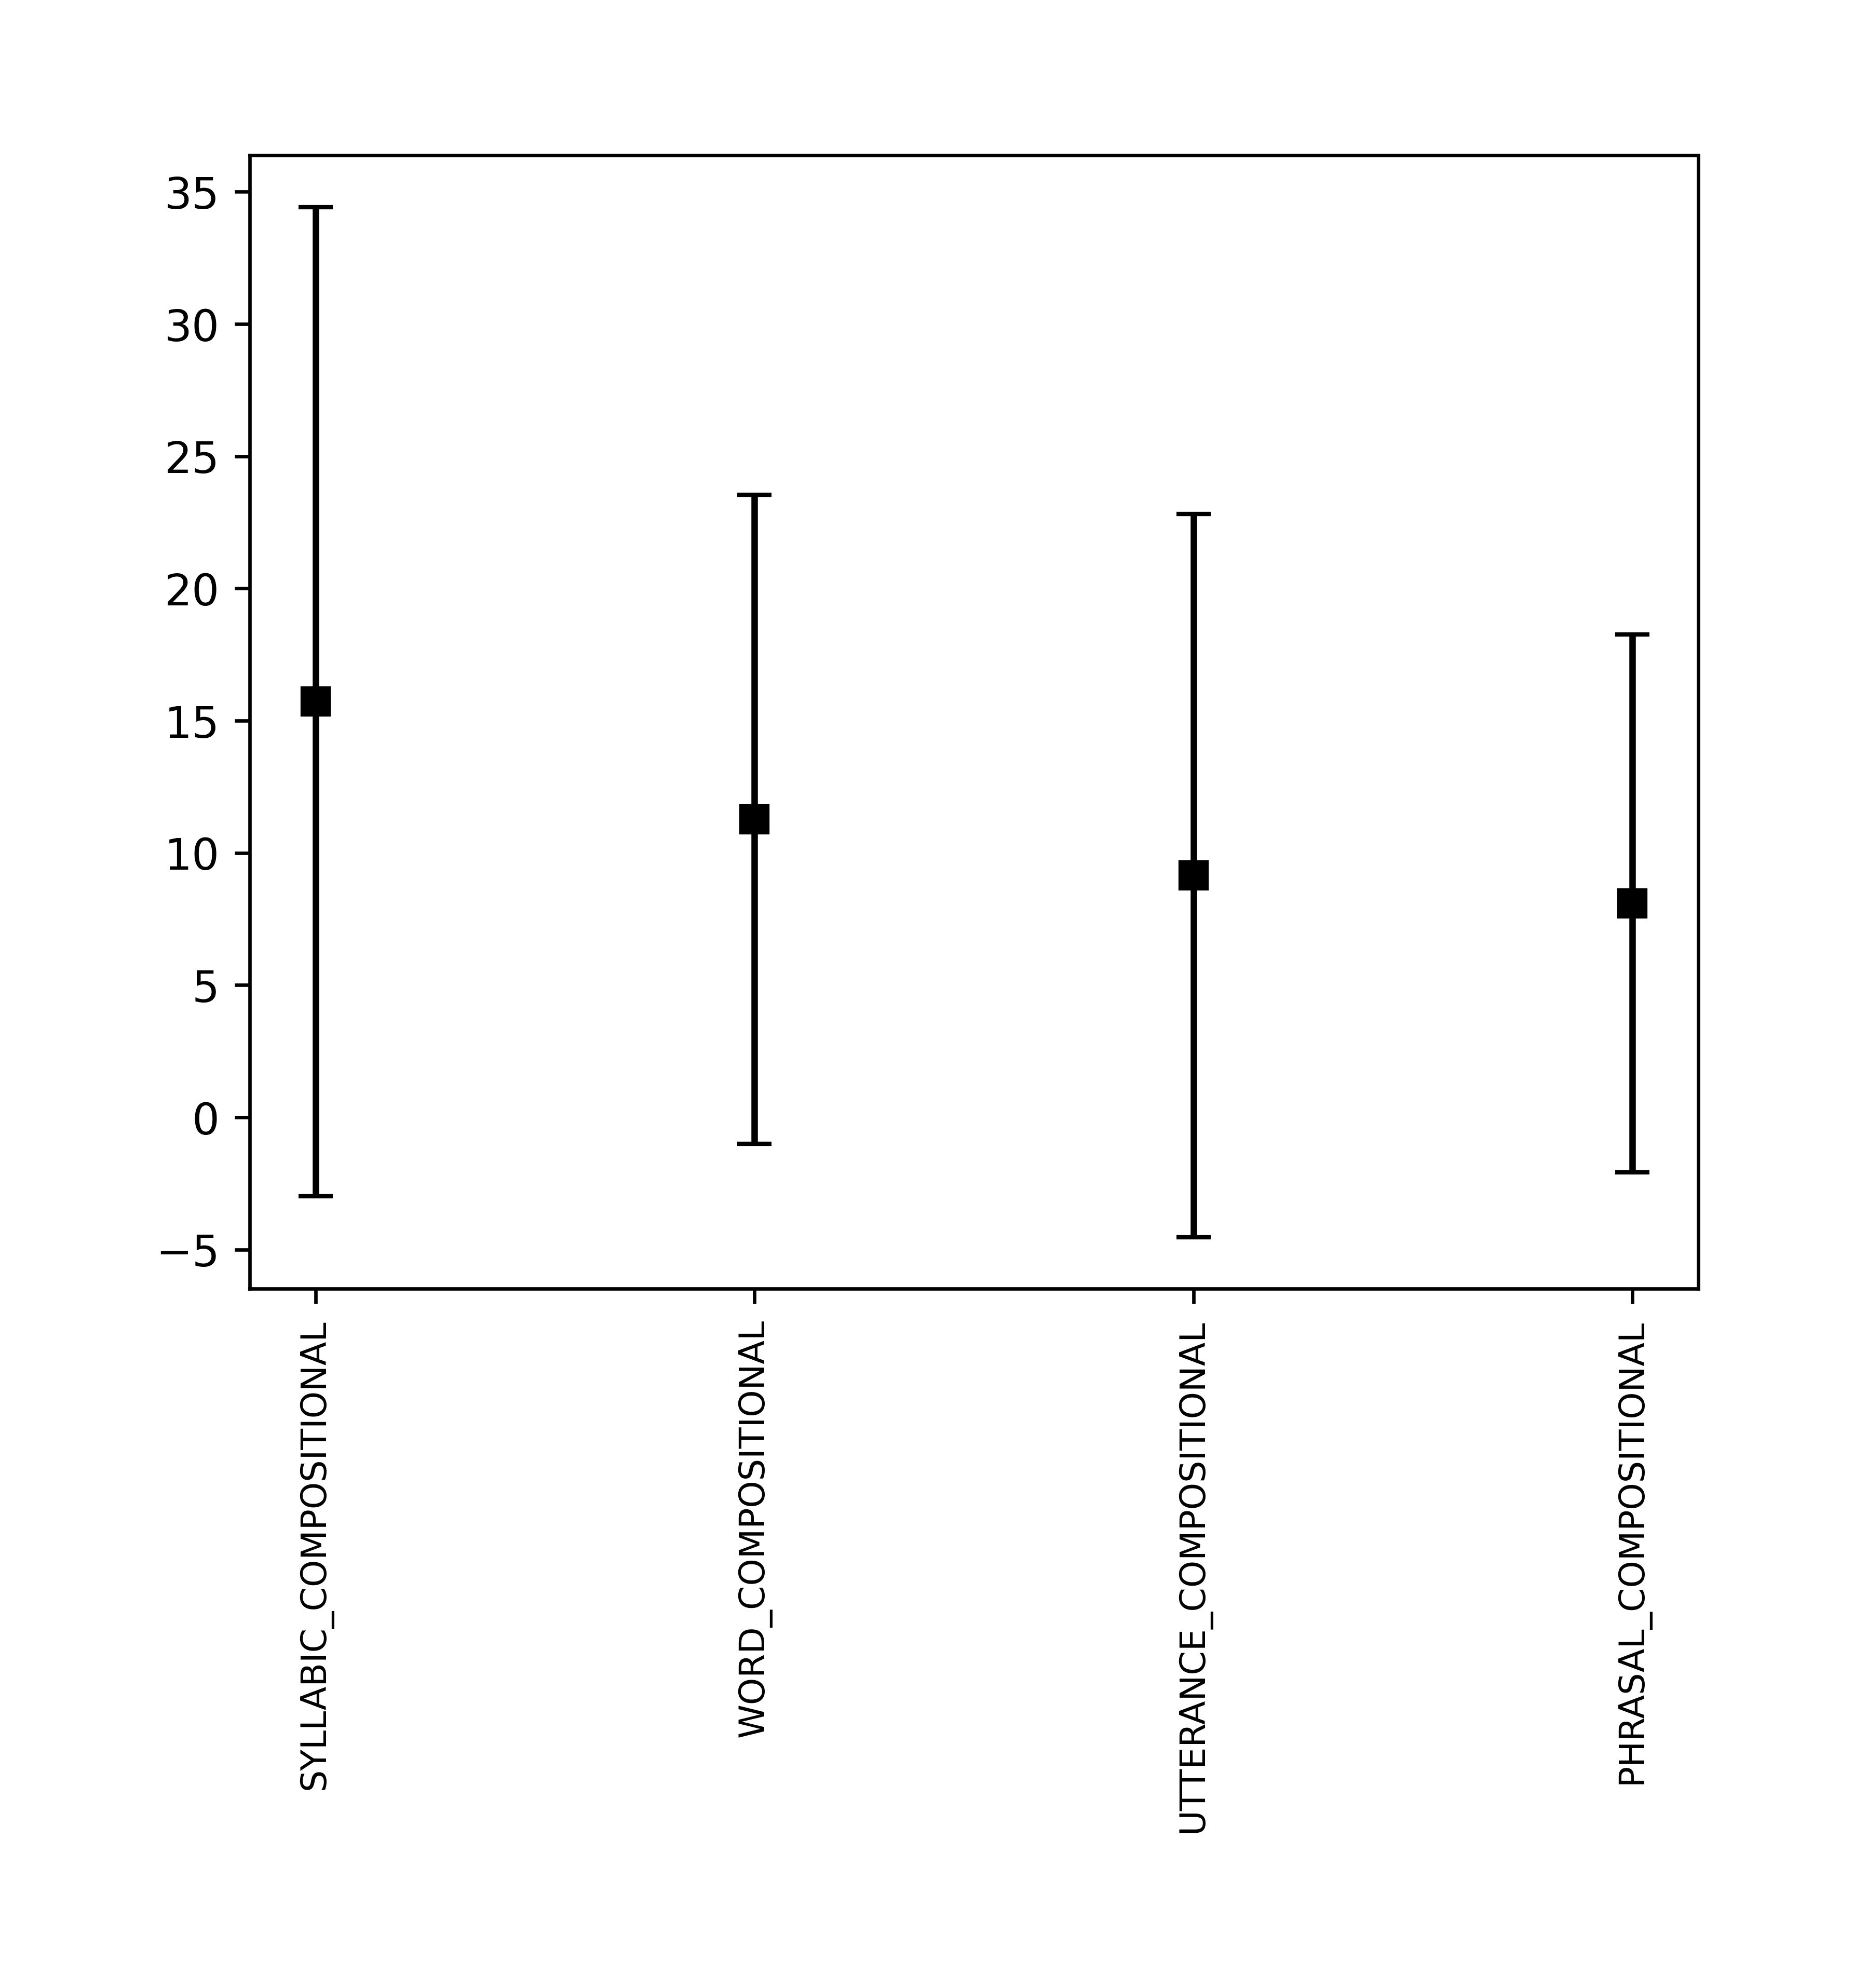 35
30
25
20
15
10
5
0
−5
SYLLABIC_COMPOSITIONAL
WORD_COMPOSITIONAL
UTTERANCE_COMPOSITIONAL
PHRASAL_COMPOSITIONAL